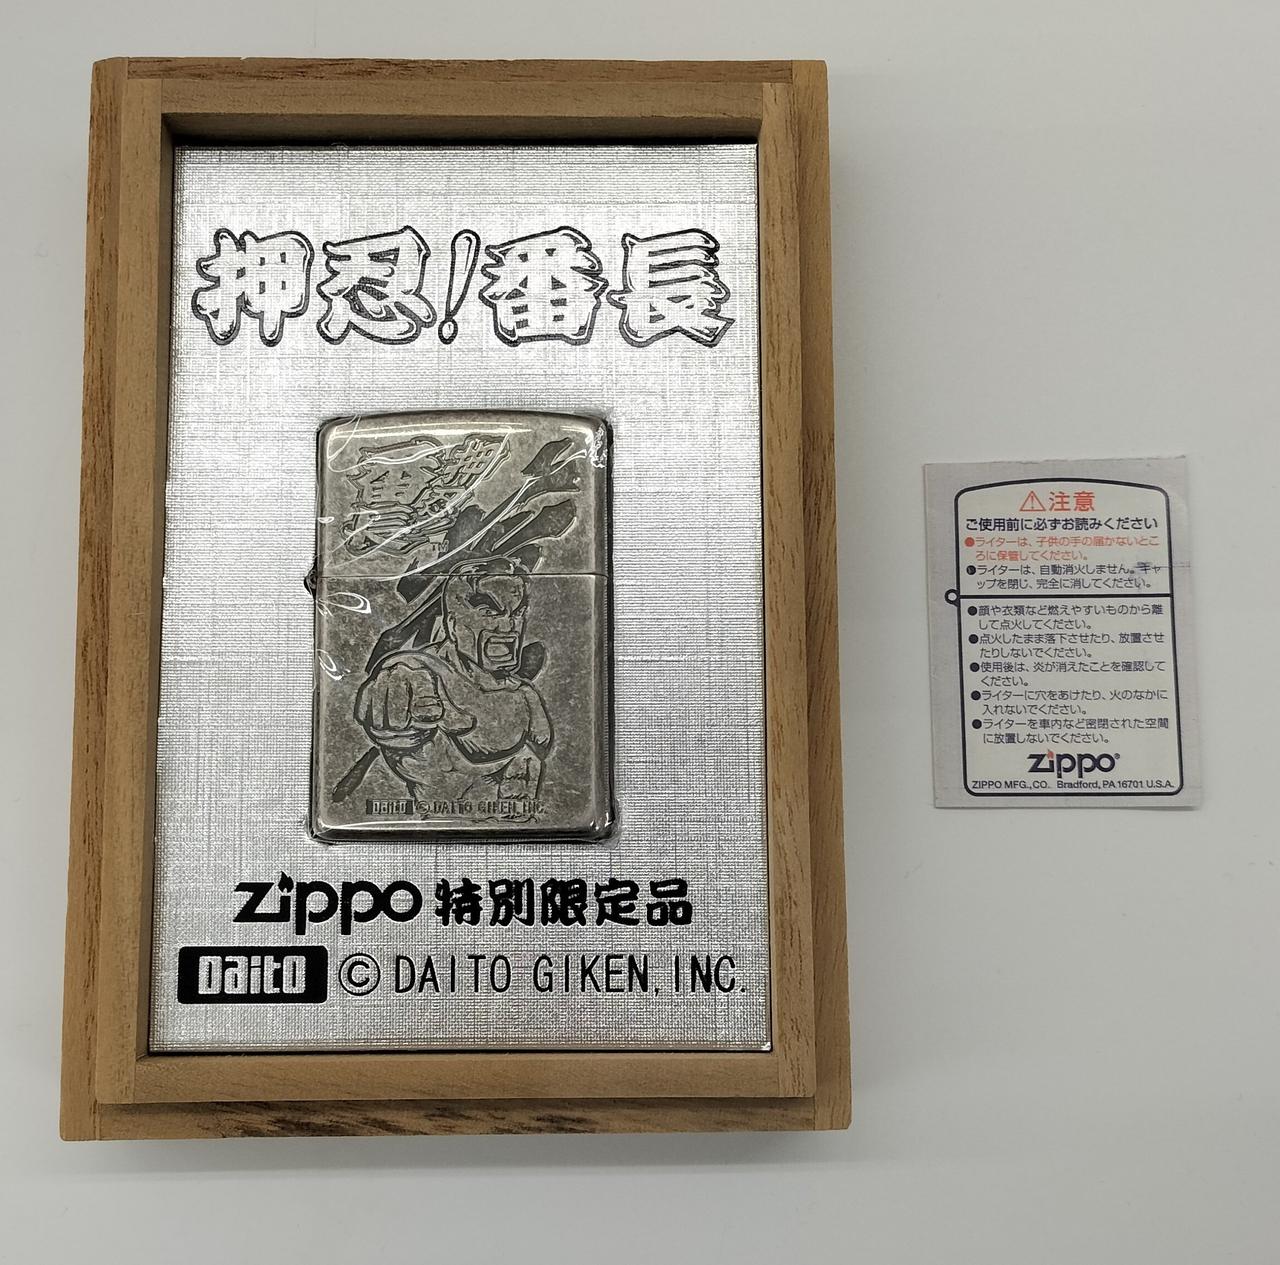 押忍!番長
押忍!
番長
Daito © DAITO GIKEN, INC.
Zippo 特別限定品
Daito © DAITO GIKEN, INC.
⚠注意
ご使用前に必ずお読みください
●ライターは、子供の手の届かないとこ
ろに保管してください。
●ライターは、自動消火しません。キャ
ップを閉じ、完全に消してください。
●顔や衣類など燃えやすいものから離
して点火してください。
●点火したまま落下させたり、放置させ
たりしないでください。
●使用後は、炎が消えたことを確認して
ください。
●ライターに穴をあけたり、火のなかに
入れないでください。
●ライターを車内など密閉された空間
に放置しないでください。
Zippo®
ZIPPO MFG.,CO. Bradford, PA 16701 U.S.A.